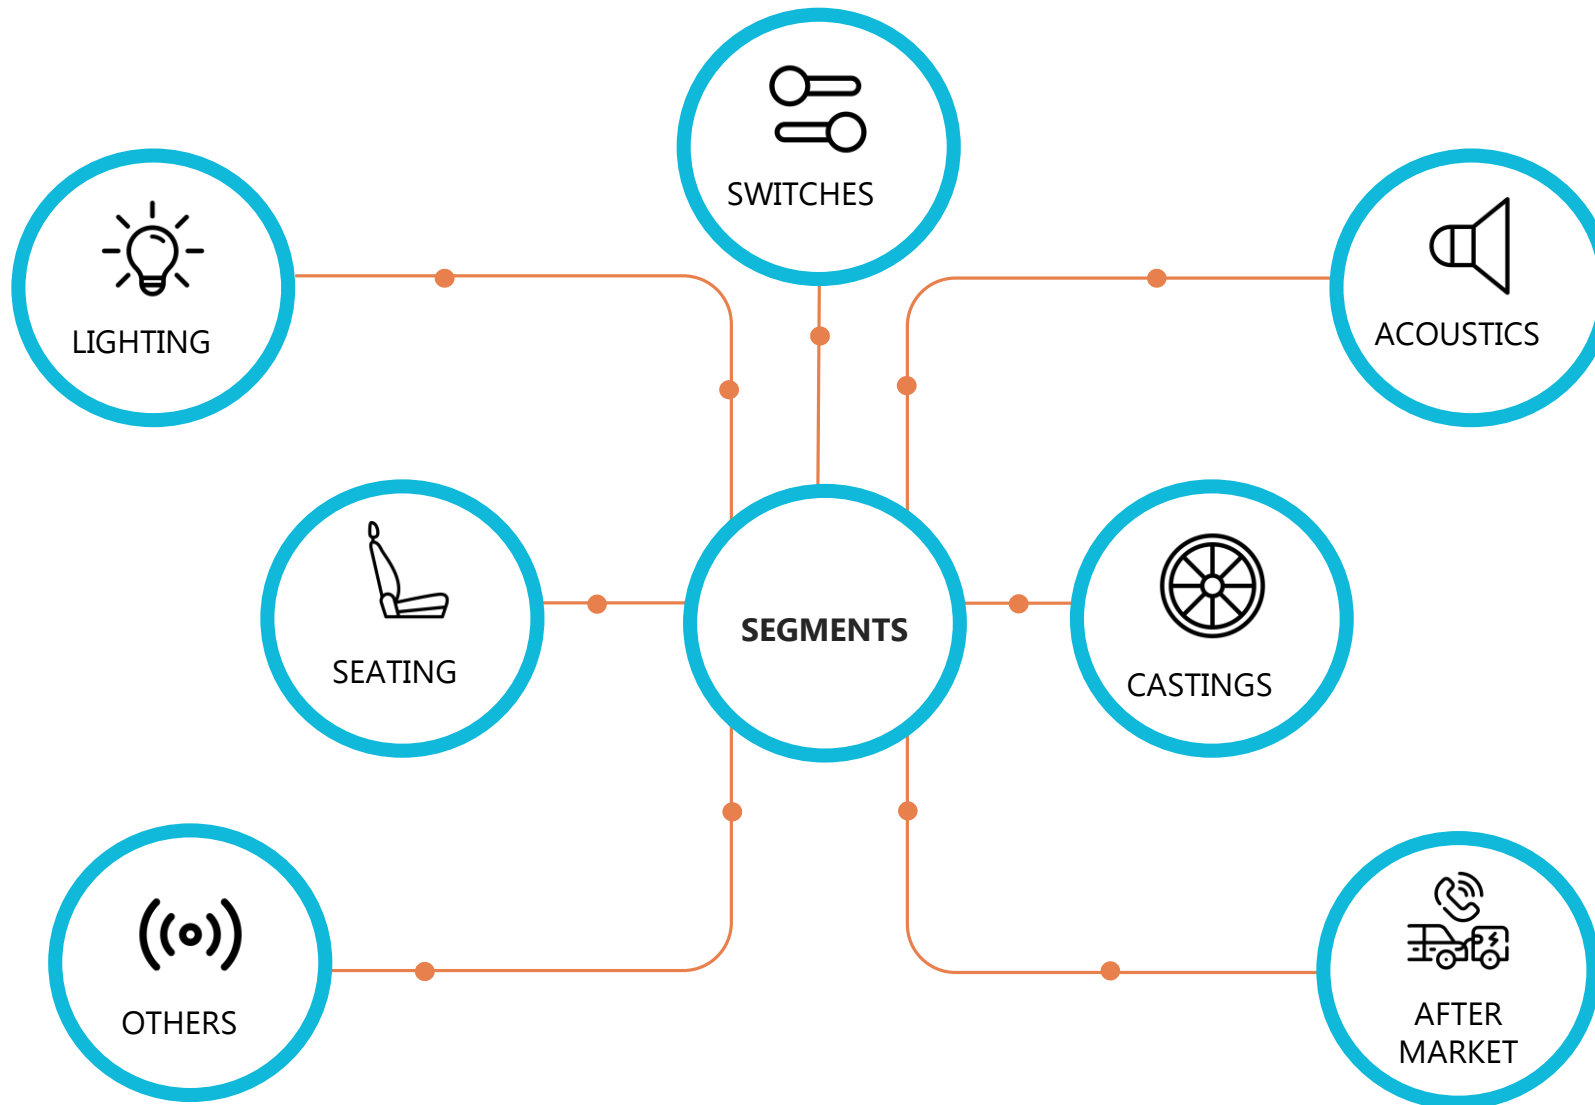 SWITCHES
LIGHTING
ACOUSTICS
SEATING
SEGMENTS
CASTINGS
OTHERS
AFTER
MARKET